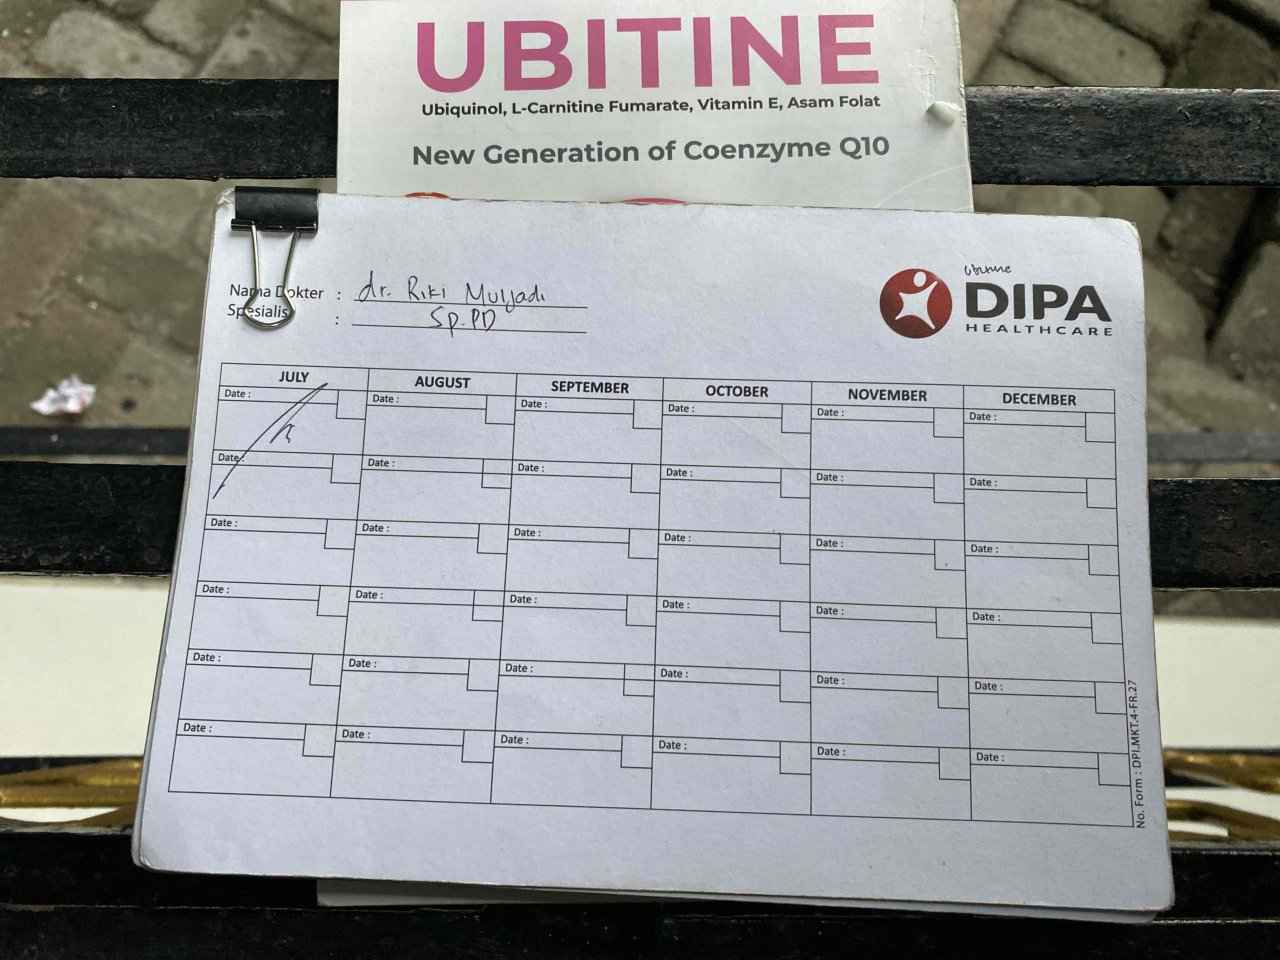 UBITINE
Ubiquinol, L-Carnitine Fumarate, Vitamin E, Asam Folat
New Generation of Coenzyme Q10
Ubitine
DIPA
HEALTHCARE
Nama Dokter : dr. Riki Mulyadi
Spesialis : Sp.PD
JULY AUGUST SEPTEMBER OCTOBER NOVEMBER DECEMBER
Date : Date : Date : Date : Date : Date :
Date : Date : Date : Date : Date : Date :
Date : Date : Date : Date : Date : Date :
Date : Date : Date : Date : Date : Date :
Date : Date : Date : Date : Date : Date :
Date : Date : Date : Date : Date : Date :
No. Form : DPI.MKT.4-FR.27